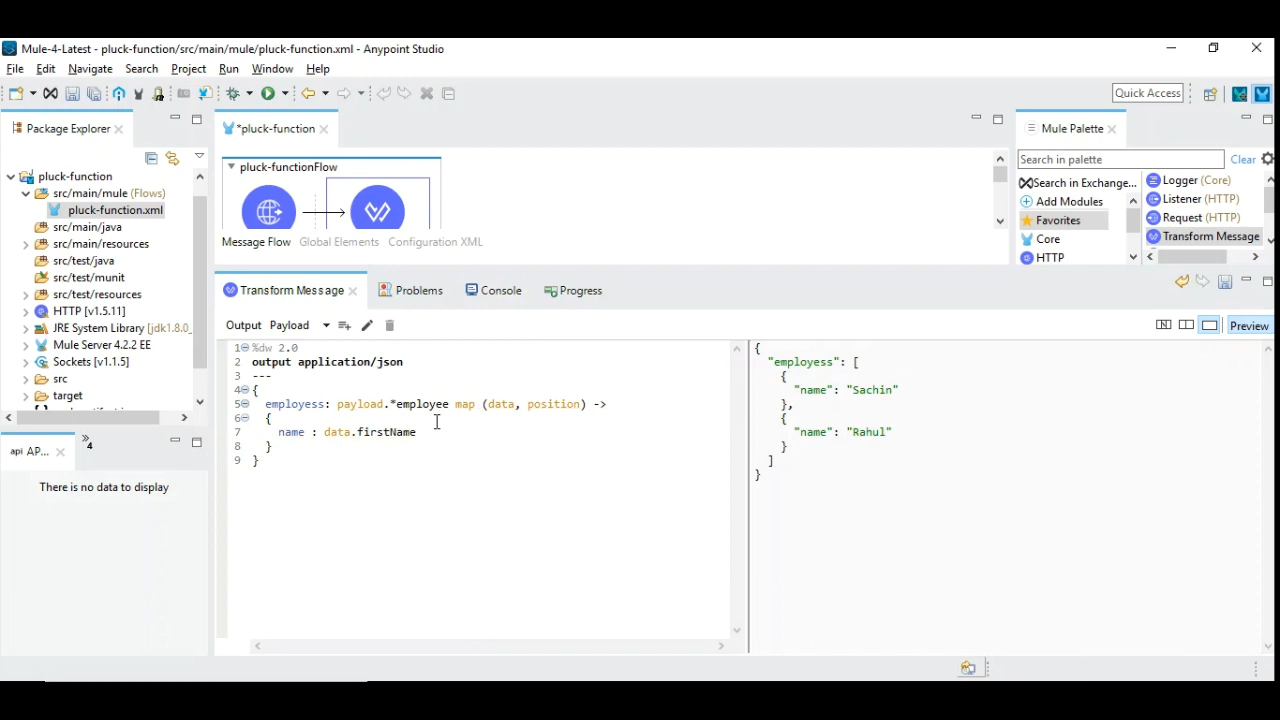 Mule-4-Latest - pluck-function/src/main/mule/pluck-function.xml - Anypoint Studio
File Edit Navigate Search Project Run Window Help
Quick Access
Package Explorer
pluck-function
src/main/mule (Flows)
pluck-function.xml
src/main/java
src/main/resources
src/test/java
src/test/munit
src/test/resources
HTTP [v1.5.11]
JRE System Library [jdk1.8.0_
Mule Server 4.2.2 EE
Sockets [v1.1.5]
src
target
api AP...
4
There is no data to display
*pluck-function
pluck-functionFlow
Message Flow Global Elements Configuration XML
Mule Palette
Search in palette Clear
Search in Exchange...
Add Modules
Favorites
Core
HTTP
Logger (Core)
Listener (HTTP)
Request (HTTP)
Transform Message
Transform Message Problems Console Progress
Output Payload Preview
1 %dw 2.0
2 output application/json
3 ---
4 {
5 employess: payload.*employee map (data, position) ->
6 {
7 name : data.firstName
8 }
9 }
{
"employess": [
{
"name": "Sachin"
},
{
"name": "Rahul"
}
]
}